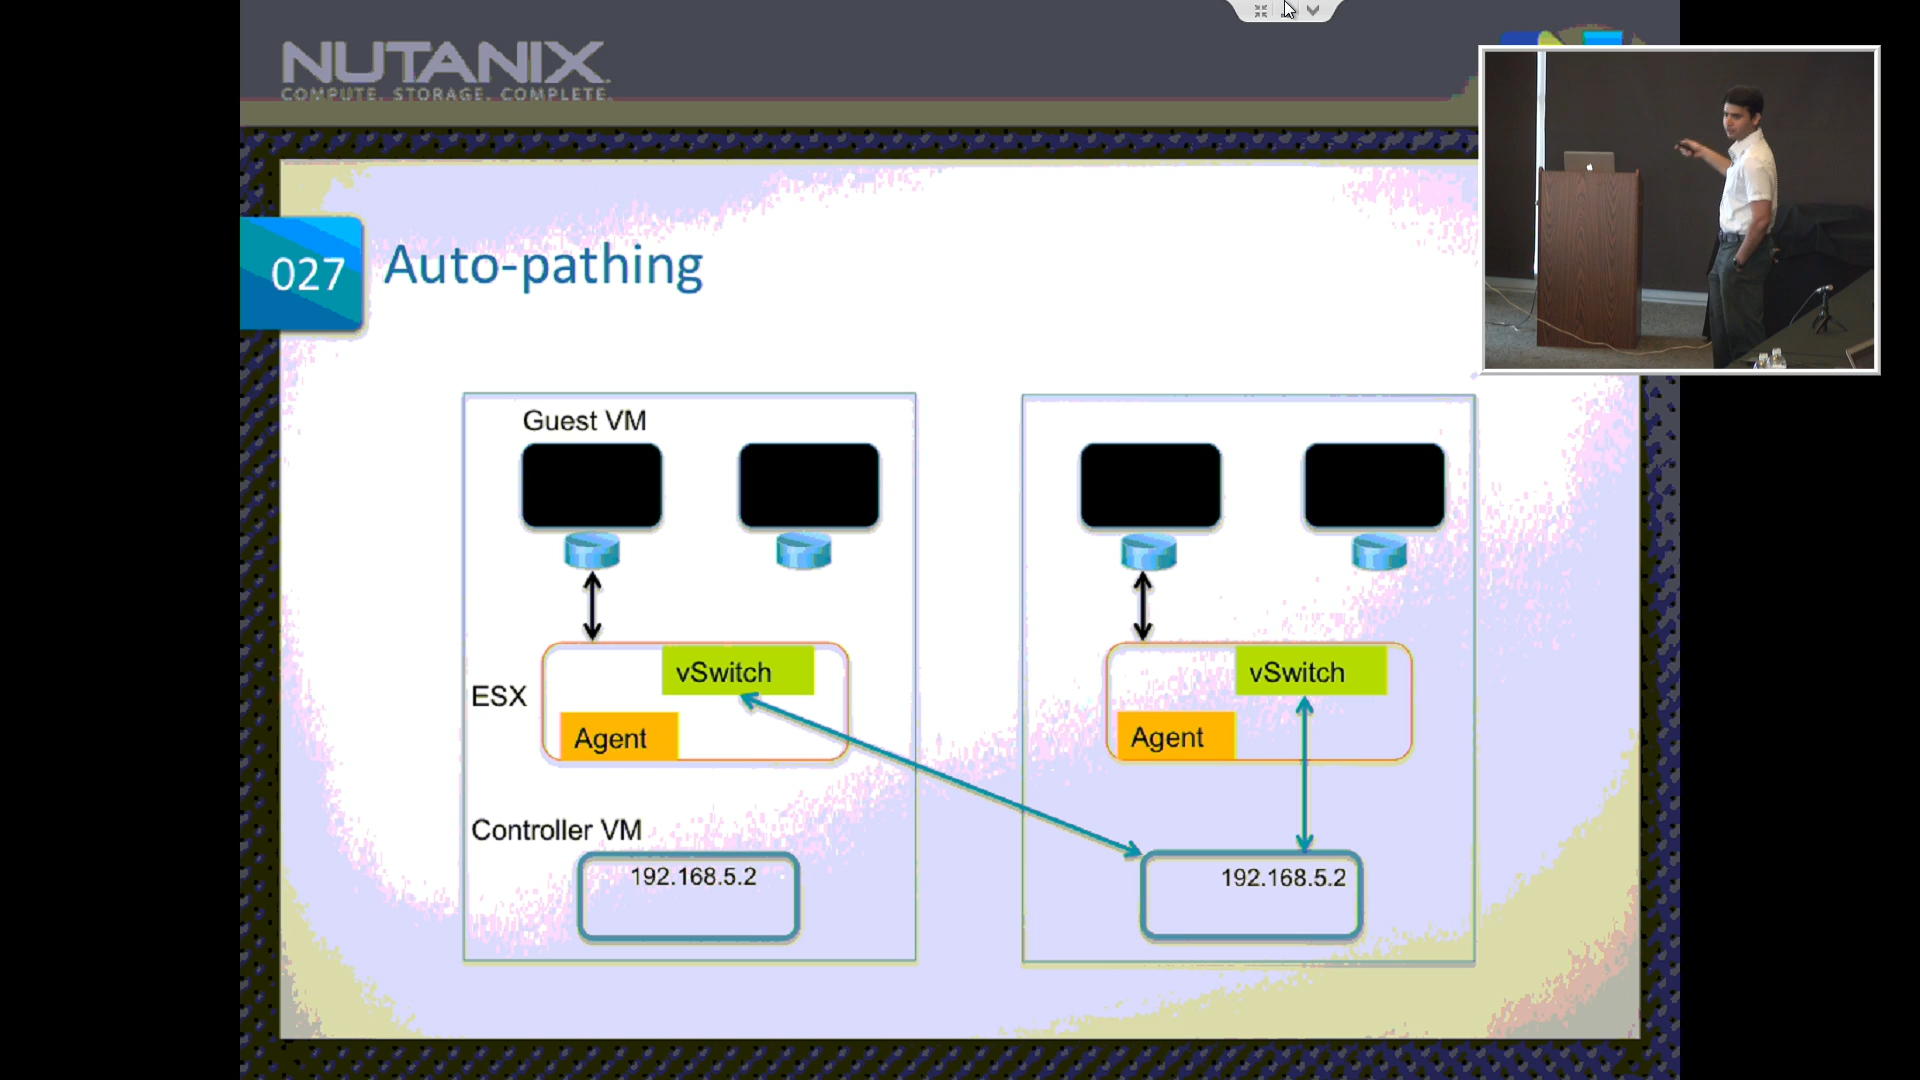 NUTANIX
COMPUTE. STORAGE. COMPLETE.
027
Auto-pathing
Guest VM
vSwitch
vSwitch
ESX
Agent
Agent
Controller VM
192.168.5.2
192.168.5.2